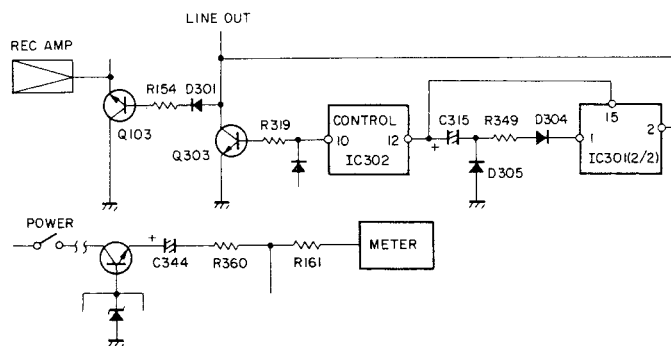 LINE OUT
REC AMP
R154 D301
Q103
Q303
R319
CONTROL
10 12
IC302
C315 R349 D304
+
D305
15
1 2
IC301(2/2)
POWER
+
C344 R360 R161
METER